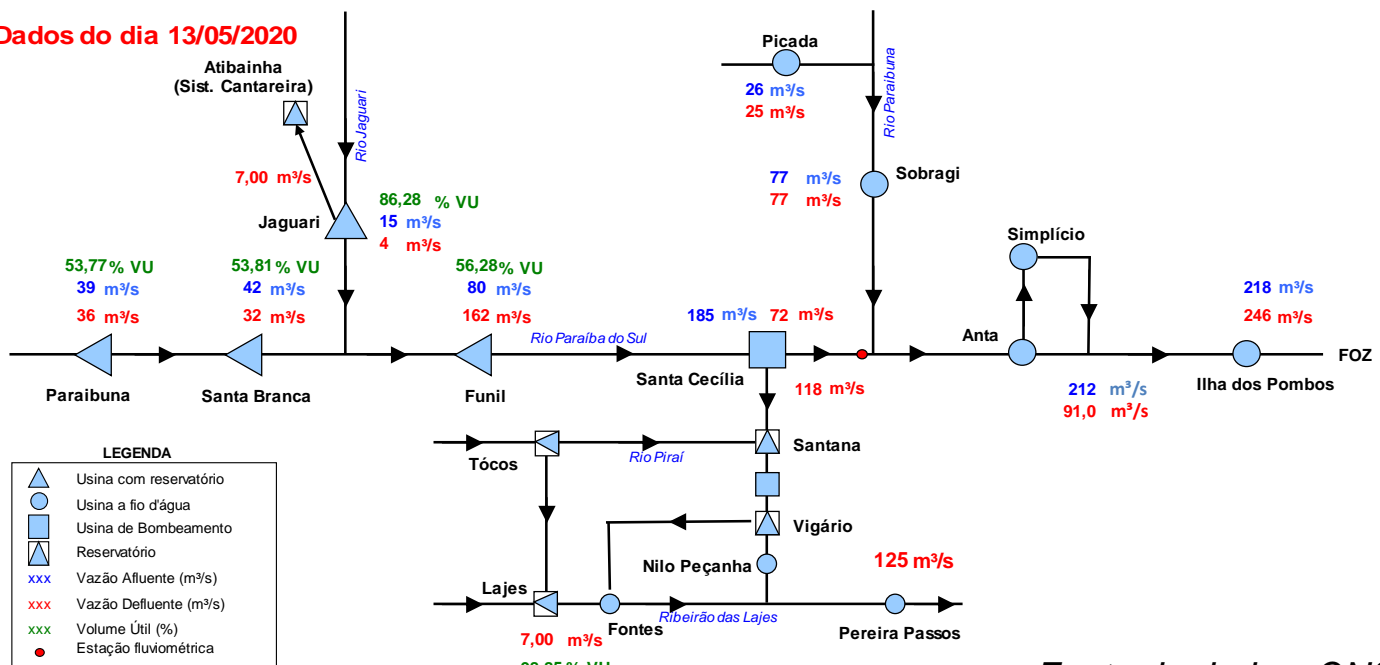 Dados do dia 13/05/2020
Atibainha
(Sist. Cantareira)
Rio Jaguari
7,00 m³/s
Jaguari
86,28 % VU
15 m³/s
4 m³/s
Picada
26 m³/s
25 m³/s
Rio Paraibuna
77 m³/s
77 m³/s
Sobragi
Simplício
53,77 % VU
39 m³/s
36 m³/s
Paraibuna
53,81 % VU
42 m³/s
32 m³/s
Santa Branca
56,28 % VU
80 m³/s
162 m³/s
Funil
Rio Paraíba do Sul
185 m³/s 72 m³/s
Santa Cecília
118 m³/s
Anta
212 m³/s
91,0 m³/s
218 m³/s
246 m³/s
Ilha dos Pombos
FOZ
Tócos
Rio Piraí
Santana
Vigário
Nilo Peçanha
125 m³/s
Lajes
Fontes
Ribeirão das Lajes
Pereira Passos
7,00 m³/s
LEGENDA
Usina com reservatório
Usina a fio d'água
Usina de Bombeamento
Reservatório
xxx Vazão Afluente (m³/s)
xxx Vazão Defluente (m³/s)
xxx Volume Útil (%)
Estação fluviométrica